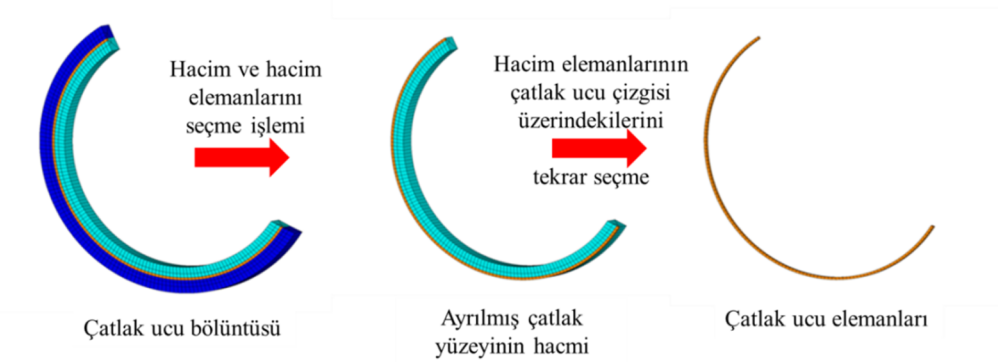 Hacim ve hacim
elemanlarını
seçme işlemi
Hacim elemanlarının
çatlak ucu çizgisi
üzerindekilerini
tekrar seçme
Çatlak ucu bölüntüsü
Ayrılmış çatlak
yüzeyinin hacmi
Çatlak ucu elemanları